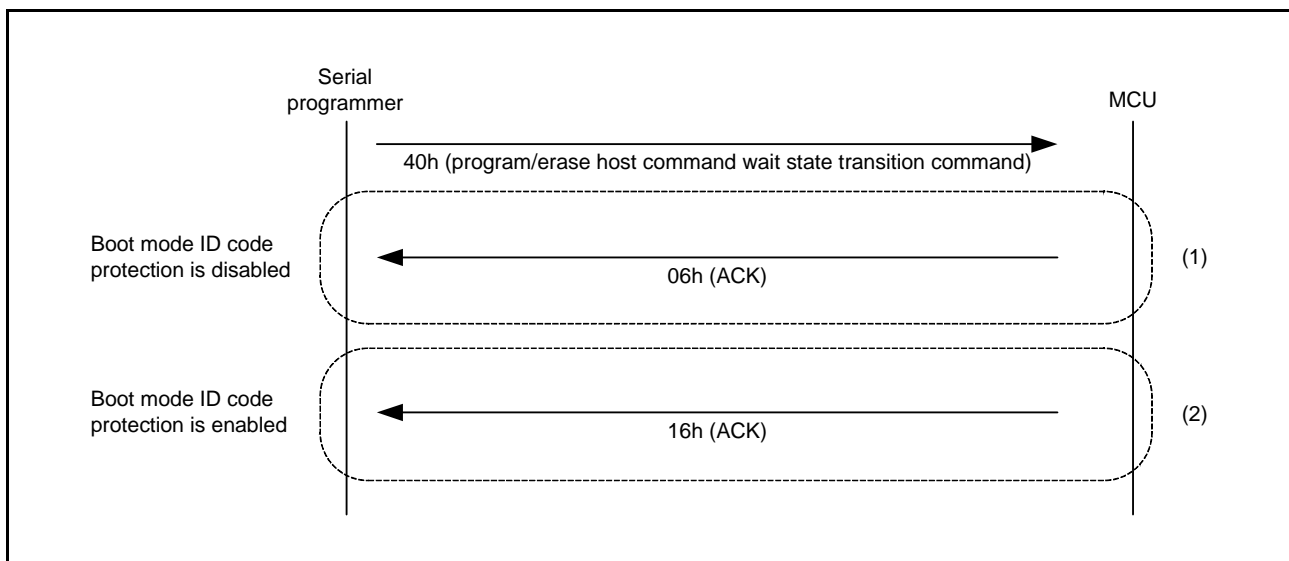 Serial
programmer
MCU
40h (program/erase host command wait state transition command)
Boot mode ID code
protection is disabled
06h (ACK)
(1)
Boot mode ID code
protection is enabled
16h (ACK)
(2)